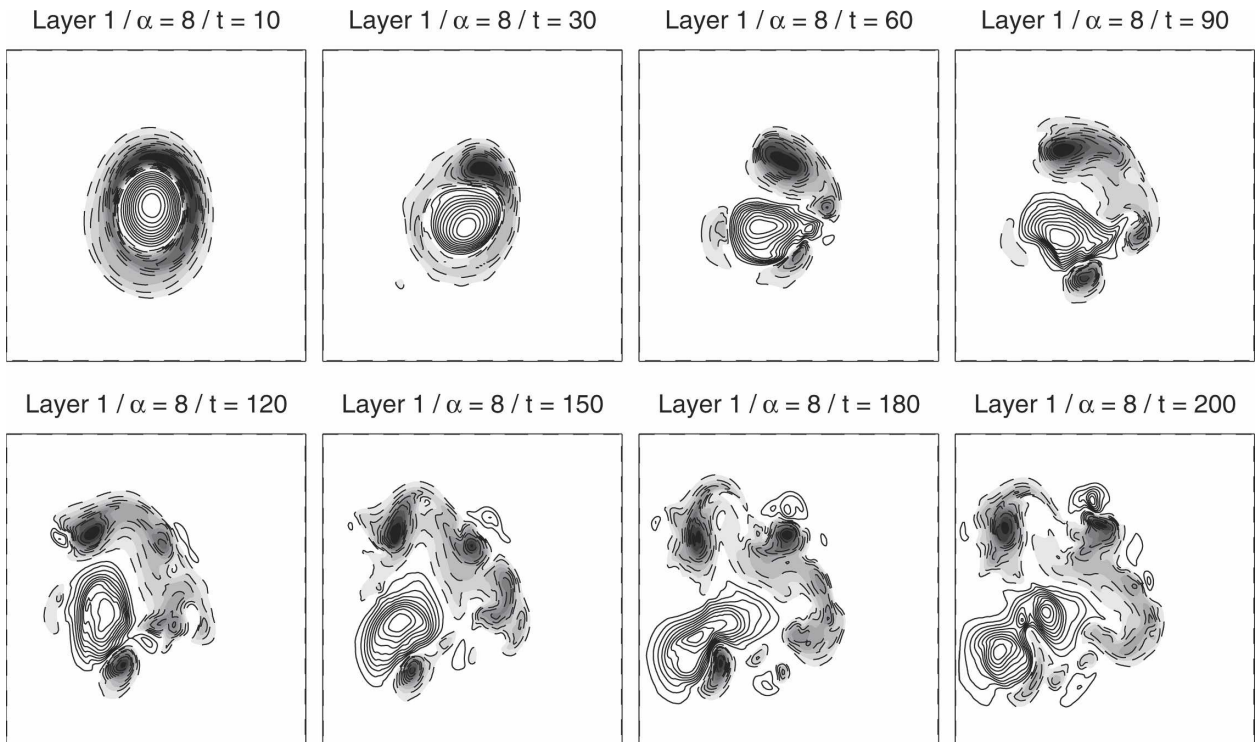 Layer 1 / α = 8 / t = 10
Layer 1 / α = 8 / t = 30
Layer 1 / α = 8 / t = 60
Layer 1 / α = 8 / t = 90
Layer 1 / α = 8 / t = 120
Layer 1 / α = 8 / t = 150
Layer 1 / α = 8 / t = 180
Layer 1 / α = 8 / t = 200